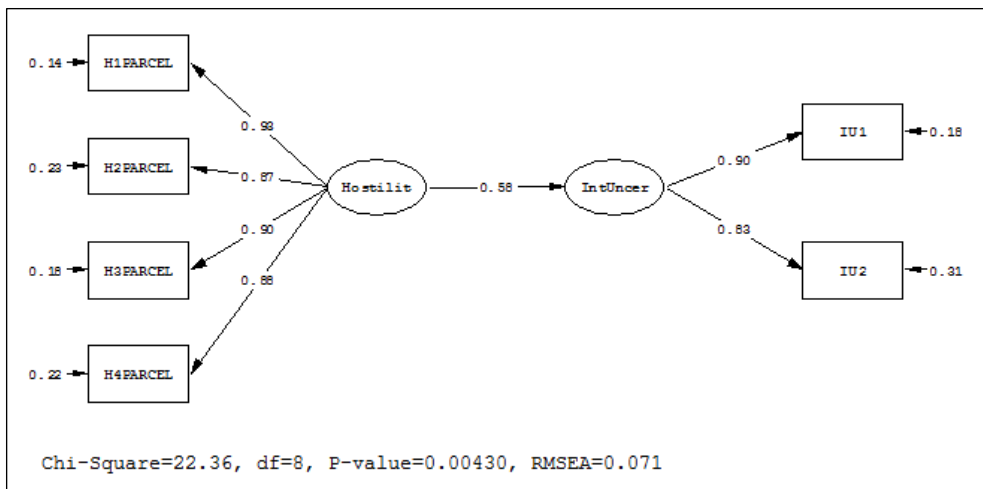 0.14
H1PARCEL
0.93
0.23
H2PARCEL
0.87
0.18
H3PARCEL
0.90
0.22
H4PARCEL
0.88
Hostilit
0.58
IntUncer
0.90
IU1
0.18
0.83
IU2
0.31
Chi-Square=22.36, df=8, P-value=0.00430, RMSEA=0.071